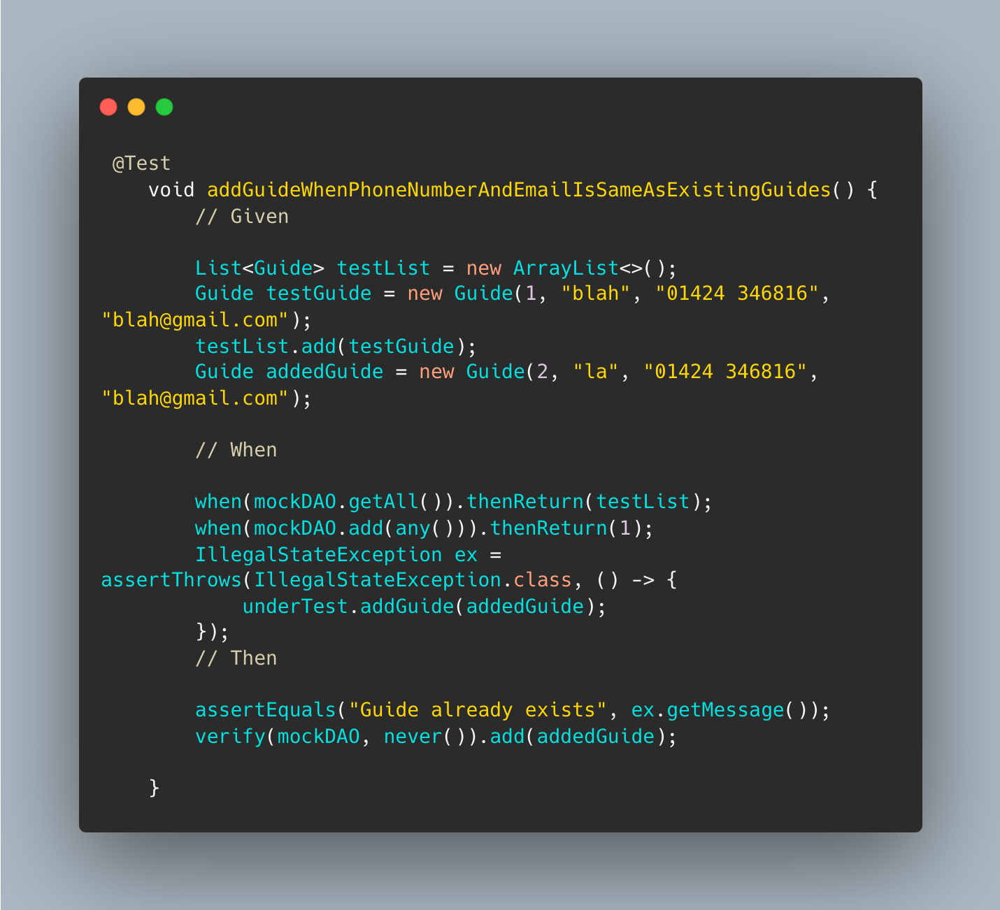 @Test
    void addGuideWhenPhoneNumberAndEmailIsSameAsExistingGuides() {
        // Given

        List<Guide> testList = new ArrayList<>();
        Guide testGuide = new Guide(1, "blah", "01424 346816",
"blah@gmail.com");
        testList.add(testGuide);
        Guide addedGuide = new Guide(2, "la", "01424 346816",
"blah@gmail.com");

        // When

        when(mockDAO.getAll()).thenReturn(testList);
        when(mockDAO.add(any())).thenReturn(1);
        IllegalStateException ex =
assertThrows(IllegalStateException.class, () -> {
            underTest.addGuide(addedGuide);
        });
        // Then

        assertEquals("Guide already exists", ex.getMessage());
        verify(mockDAO, never()).add(addedGuide);

    }